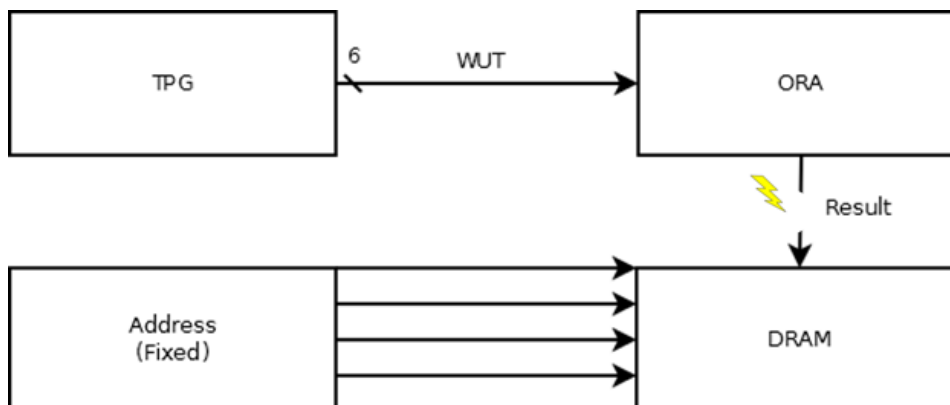 TPG
6
WUT
ORA
Result
Address
(Fixed)
DRAM